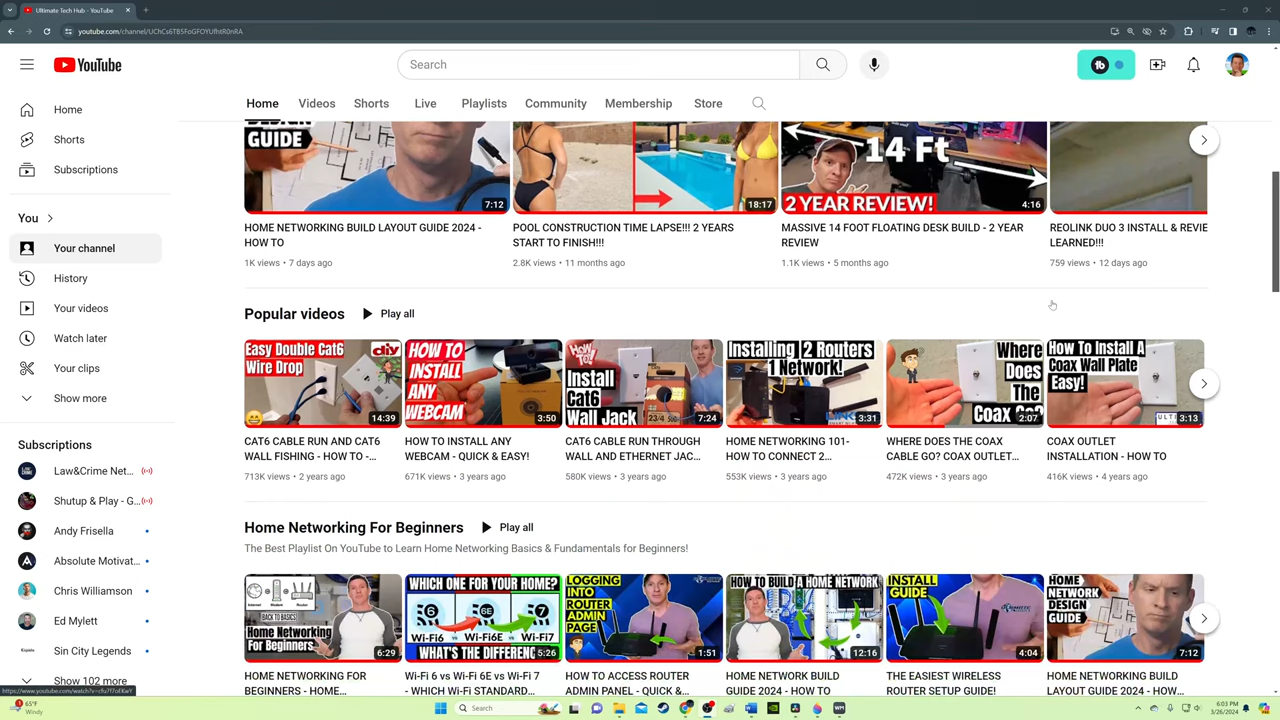 Ultimate Tech Hub - YouTube
youtube.com/channel/UChCs6TB5FoGFOYUfhtR0nRA
YouTube
Search
Home Videos Shorts Live Playlists Community Membership Store
Home
Shorts
Subscriptions
You
Your channel
History
Your videos
Watch later
Your clips
Show more
Subscriptions
Law&Crime Net...
Shutup & Play - G...
Andy Frisella
Absolute Motivat...
Chris Williamson
Ed Mylett
Sin City Legends
Show 102 more
DESIGN
GUIDE
7:12
18:17
14 Ft
2 YEAR REVIEW!
4:16
HOME NETWORKING BUILD LAYOUT GUIDE 2024 -
HOW TO
1K views • 7 days ago
POOL CONSTRUCTION TIME LAPSE!!! 2 YEARS
START TO FINISH!!!
2.8K views • 11 months ago
MASSIVE 14 FOOT FLOATING DESK BUILD - 2 YEAR
REVIEW
1.1K views • 5 months ago
REOLINK DUO 3 INSTALL & REVIE
LEARNED!!!
759 views • 12 days ago
Popular videos Play all
Easy Double Cat6
Wire Drop
diy
14:39
HOW TO
INSTALL
ANY
WEBCAM
3:50
How To!
Install
Cat6
Wall Jack
7:24
Installing 2 Routers
1 Network!
3:31
Where
Does
The
Coax Go?
2:07
How To Install A
Coax Wall Plate
Easy!
3:13
CAT6 CABLE RUN AND CAT6
WALL FISHING - HOW TO -...
713K views • 2 years ago
HOW TO INSTALL ANY
WEBCAM - QUICK & EASY!
671K views • 3 years ago
CAT6 CABLE RUN THROUGH
WALL AND ETHERNET JAC...
580K views • 3 years ago
HOME NETWORKING 101-
HOW TO CONNECT 2...
553K views • 3 years ago
WHERE DOES THE COAX
CABLE GO? COAX OUTLET...
472K views • 3 years ago
COAX OUTLET
INSTALLATION - HOW TO
416K views • 4 years ago
Home Networking For Beginners Play all
The Best Playlist On YouTube to Learn Home Networking Basics & Fundamentals for Beginners!
Internet Modem Router
BACK TO BASICS
Home Networking
For Beginners
6:29
WHICH ONE FOR YOUR HOME?
6 6E 7
Wi-Fi6 Wi-Fi6E Wi-Fi7
WHAT'S THE DIFFERENCE
5:26
LOGGING
INTO
ROUTER
ADMIN
PAGE
1:51
HOW TO BUILD A HOME NETWORK
12:16
INSTALL
GUIDE
4:04
HOME
NETWORK
DESIGN
GUIDE
7:12
HOME NETWORKING FOR
BEGINNERS - HOME...
Wi-Fi 6 vs Wi-Fi 6E vs Wi-Fi 7
- WHICH Wi-Fi STANDARD...
HOW TO ACCESS ROUTER
ADMIN PANEL - QUICK &...
HOME NETWORK BUILD
GUIDE 2024 - HOW TO
THE EASIEST WIRELESS
ROUTER SETUP GUIDE!
HOME NETWORKING BUILD
LAYOUT GUIDE 2024 - HOW
65°F
Windy
Search
6:03 PM
3/26/2024